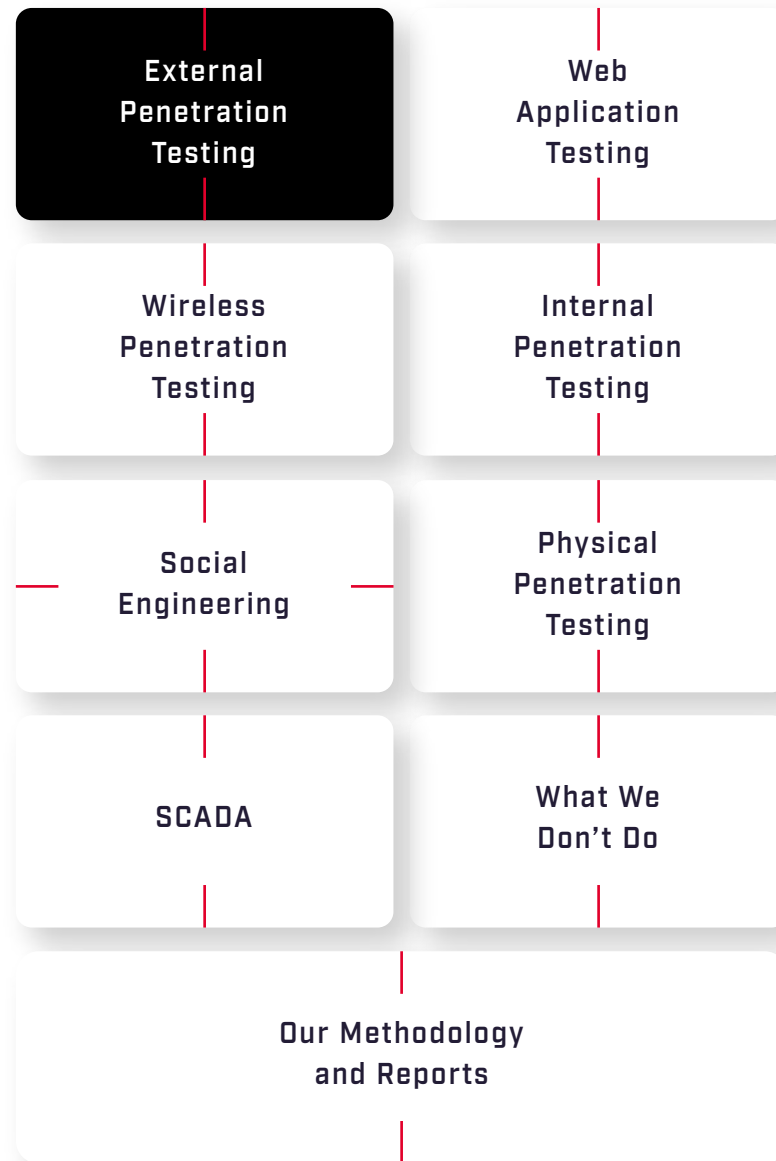 External
Penetration
Testing
Web
Application
Testing
Wireless
Penetration
Testing
Internal
Penetration
Testing
Social
Engineering
Physical
Penetration
Testing
SCADA
What We
Don’t Do
Our Methodology
and Reports